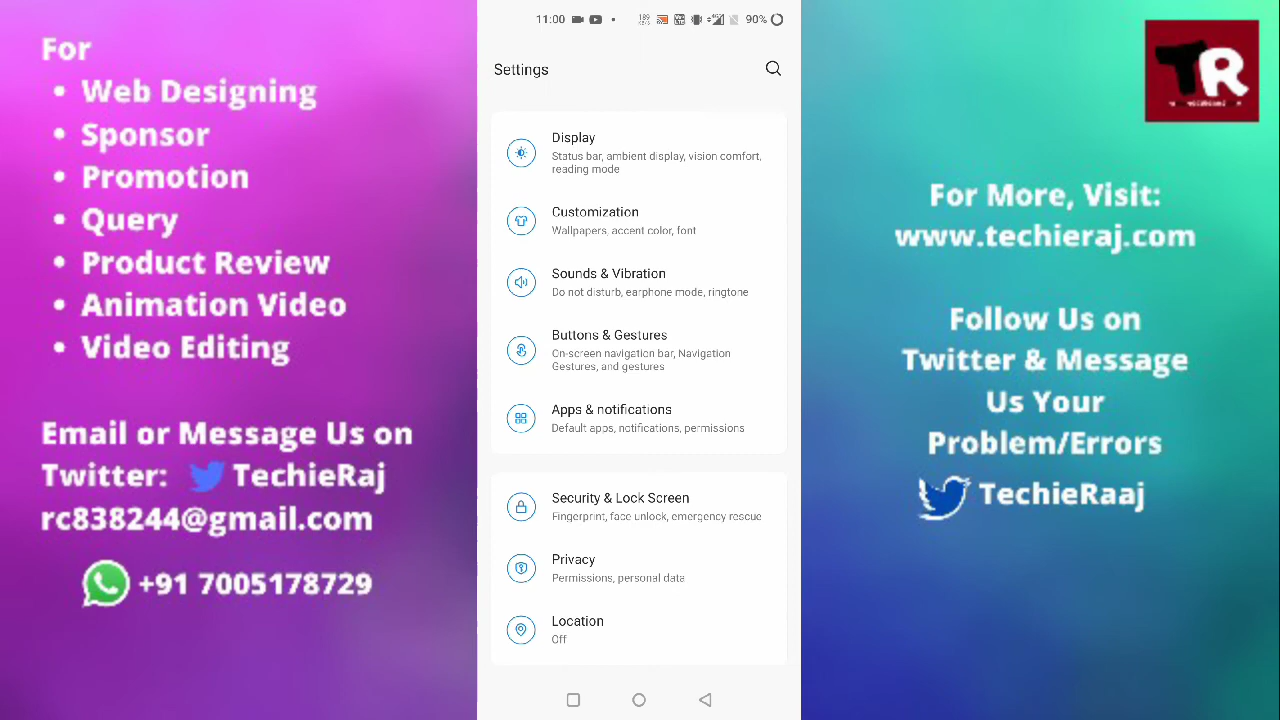 For
• Web Designing
• Sponsor
• Promotion
• Query
• Product Review
• Animation Video
• Video Editing
Email or Message Us on
Twitter: TechieRaj
rc838244@gmail.com
+91 7005178729
11:00
90%
Settings
Display
Status bar, ambient display, vision comfort,
reading mode
Customization
Wallpapers, accent color, font
Sounds & Vibration
Do not disturb, earphone mode, ringtone
Buttons & Gestures
On-screen navigation bar, Navigation
Gestures, and gestures
Apps & notifications
Default apps, notifications, permissions
Security & Lock Screen
Fingerprint, face unlock, emergency rescue
Privacy
Permissions, personal data
Location
Off
TR
For More, Visit:
www.techieraj.com
Follow Us on
Twitter & Message
Us Your
Problem/Errors
TechieRaaj